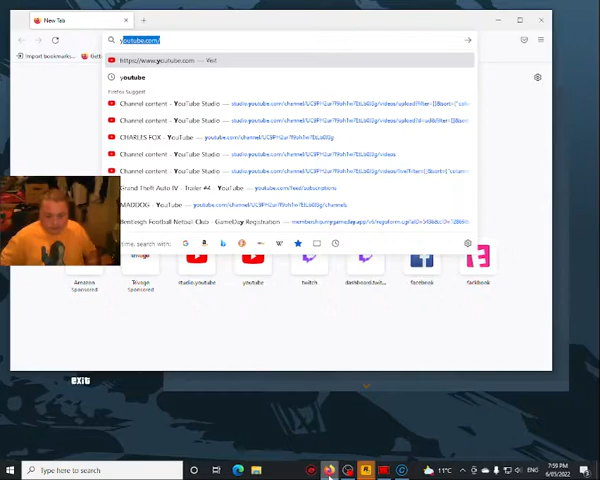 New Tab
youtube.com/
Import bookmarks...
https://www.youtube.com — Visit
youtube
Firefox Suggest
Channel content - YouTube Studio —
Channel content - YouTube Studio —
CHARLES FOX - YouTube —
Channel content - YouTube Studio —
Channel content - YouTube Studio —
Grand Theft Auto IV - Trailer #4 - YouTube — youtube.com/feed/subscriptions
MADDOG - YouTube —
Bentleigh Football Netball Club - GameDay Registration —
time, search with:
Amazon
Sponsored
Trivago
Sponsored
studio.youtube
youtube
twitch
dashboard.twit...
facebook
fackbook
exit
Type here to search
11°C
ENG
7:59 PM
6/05/2022